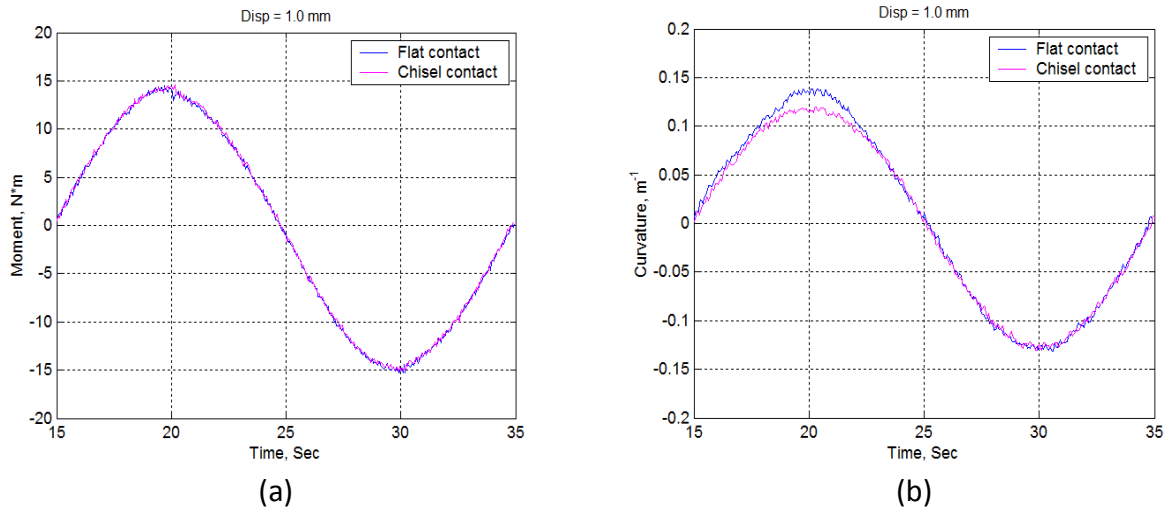 Disp = 1.0 mm
20
15
10
5
0
-5
-10
-15
-20
Moment, N*m
15 20 25 30 35
Time, Sec
Flat contact
Chisel contact
(a)
Disp = 1.0 mm
0.2
0.15
0.1
0.05
0
-0.05
-0.1
-0.15
-0.2
Curvature, m⁻¹
15 20 25 30 35
Time, Sec
Flat contact
Chisel contact
(b)